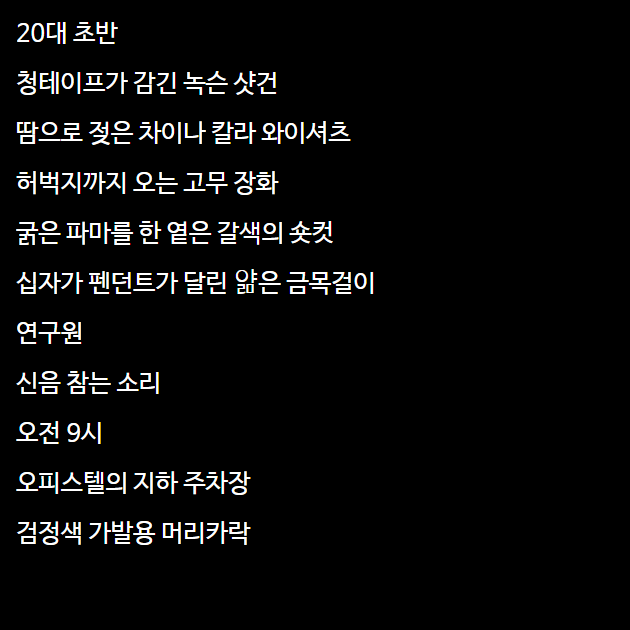 20대 초반
청테이프가 감긴 녹슨 샷건
땀으로 젖은 차이나 칼라 와이셔츠
허벅지까지 오는 고무 장화
굵은 파마를 한 옅은 갈색의 숏컷
십자가 펜던트가 달린 얇은 금목걸이
연구원
신음 참는 소리
오전 9시
오피스텔의 지하 주차장
검정색 가발용 머리카락